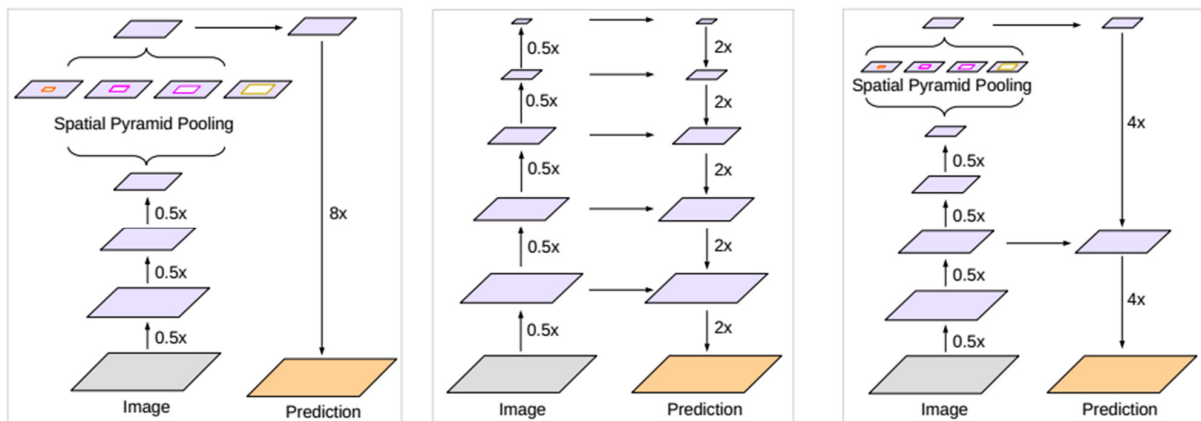 Spatial Pyramid Pooling
0.5x
0.5x
0.5x
8x
Image
Prediction
0.5x
0.5x
0.5x
0.5x
0.5x
2x
2x
2x
2x
2x
Image
Prediction
Spatial Pyramid Pooling
0.5x
0.5x
0.5x
0.5x
4x
4x
Image
Prediction